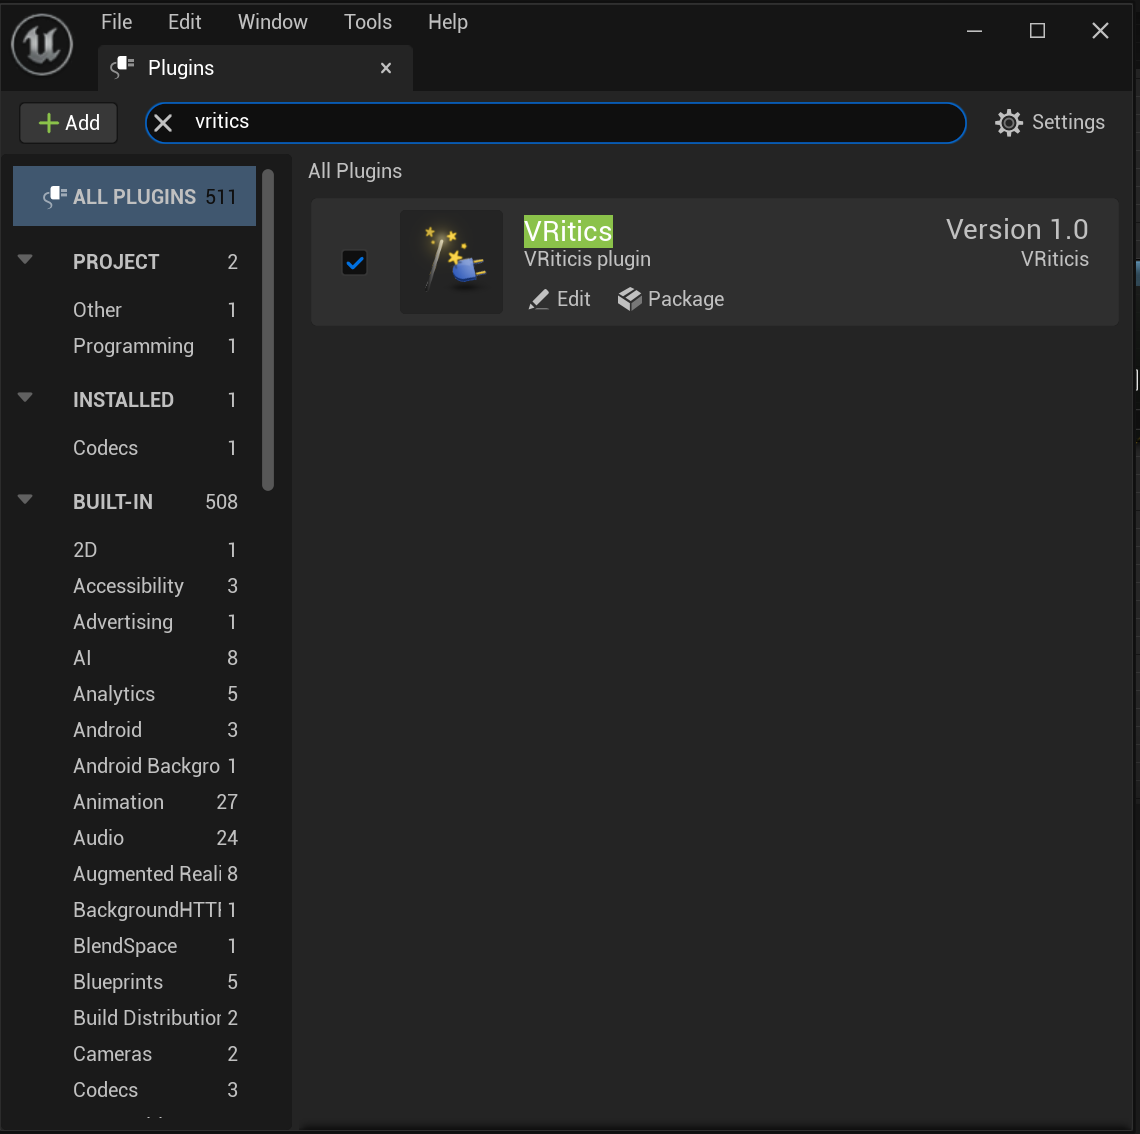 File Edit Window Tools Help
Plugins
Add
vritics
Settings
ALL PLUGINS 511
PROJECT 2
Other 1
Programming 1
INSTALLED 1
Codecs 1
BUILT-IN 508
2D 1
Accessibility 3
Advertising 1
AI 8
Analytics 5
Android 3
Android Backgro 1
Animation 27
Audio 24
Augmented Reali 8
BackgroundHTTP 1
BlendSpace 1
Blueprints 5
Build Distribution 2
Cameras 2
Codecs 3
All Plugins
VRitics
Version 1.0
VRiticis plugin
VRiticis
Edit
Package